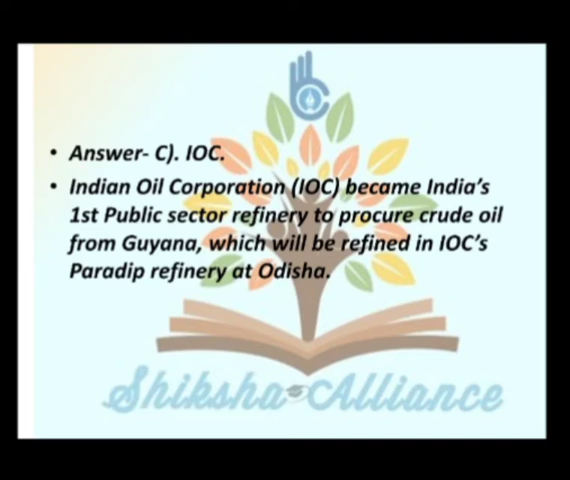 • Answer- C). IOC.
• Indian Oil Corporation (IOC) became India's
1st Public sector refinery to procure crude oil
from Guyana, which will be refined in IOC's
Paradip refinery at Odisha.
Shiksha Alliance